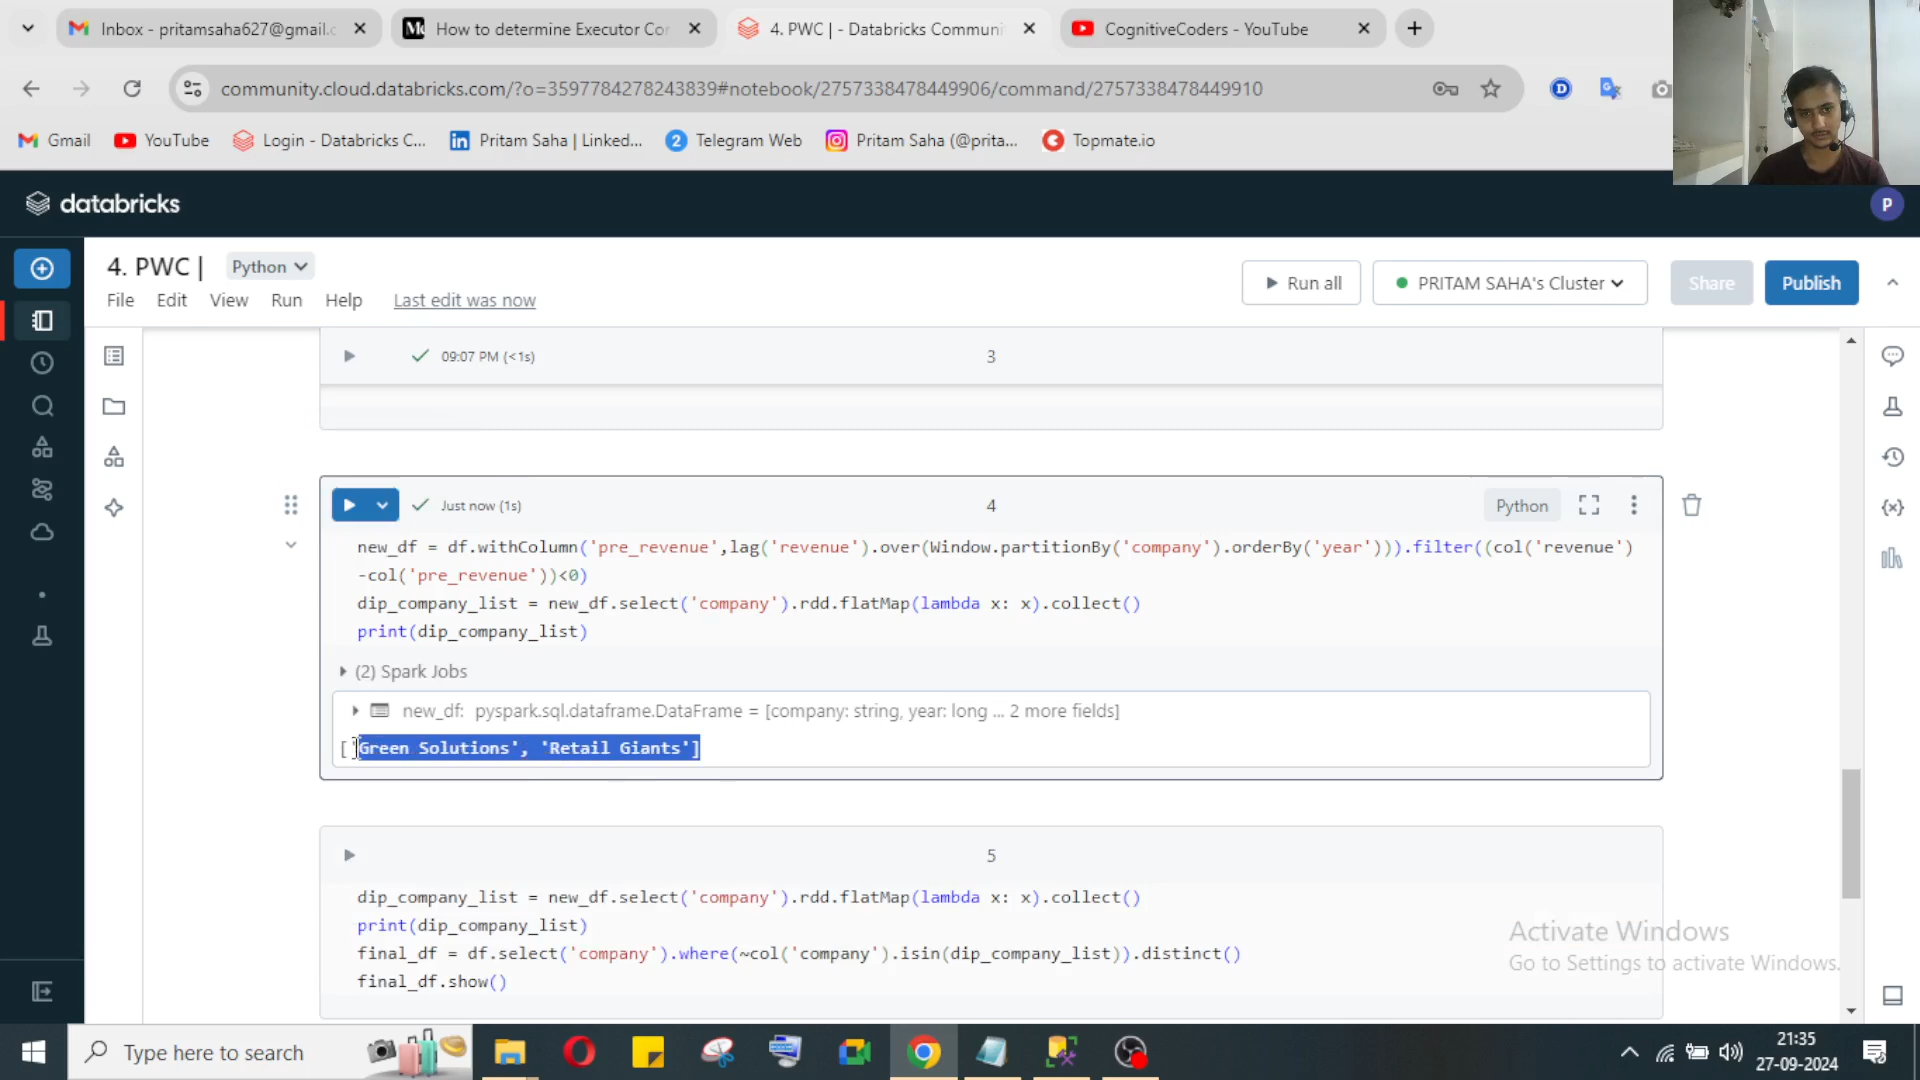 Inbox - pritamsaha627@gmail.c
How to determine Executor Cor
4. PWC | - Databricks Communi
CognitiveCoders - YouTube
community.cloud.databricks.com/?o=3597784278243839#notebook/2757338478449906/command/2757338478449910
Gmail
YouTube
Login - Databricks C...
Pritam Saha | Linked...
2 Telegram Web
Pritam Saha (@prita...
Topmate.io
databricks
P
4. PWC |
Python
File Edit View Run Help Last edit was now
Run all
PRITAM SAHA's Cluster
Share
Publish
09:07 PM (<1s)
3
Just now (1s)
4
Python
new_df = df.withColumn('pre_revenue',lag('revenue').over(Window.partitionBy('company').orderBy('year'))).filter((col('revenue')
-col('pre_revenue'))<0)
dip_company_list = new_df.select('company').rdd.flatMap(lambda x: x).collect()
print(dip_company_list)
(2) Spark Jobs
new_df: pyspark.sql.dataframe.DataFrame = [company: string, year: long ... 2 more fields]
['Green Solutions', 'Retail Giants']
5
dip_company_list = new_df.select('company').rdd.flatMap(lambda x: x).collect()
print(dip_company_list)
final_df = df.select('company').where(~col('company').isin(dip_company_list)).distinct()
final_df.show()
Activate Windows
Go to Settings to activate Windows.
Type here to search
21:35
27-09-2024